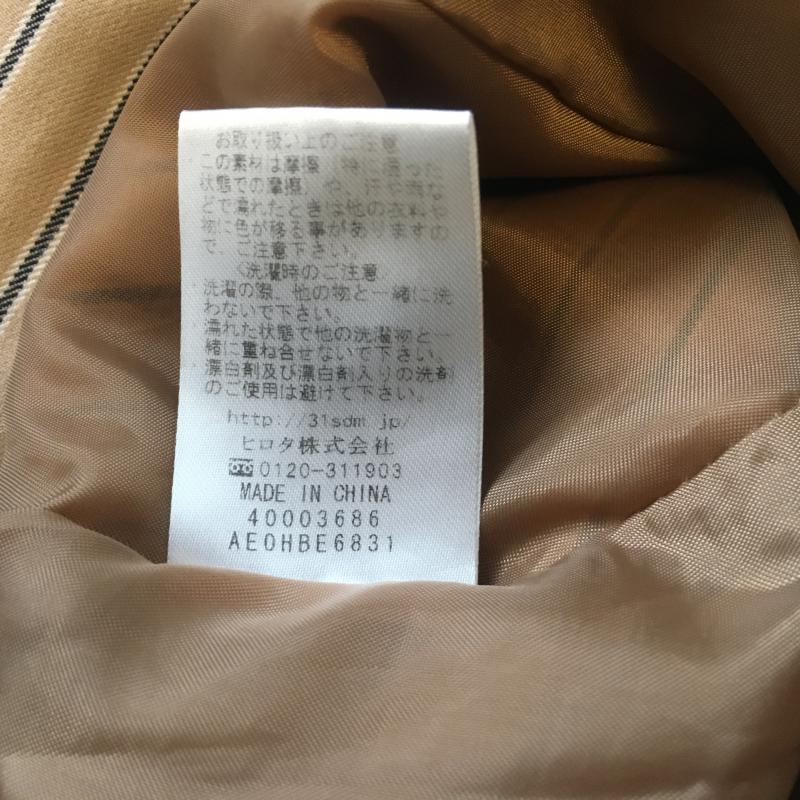 お取り扱い上のご注意
この素材は摩擦（特に湿った
状態での摩擦）や、汗や雨な
どで濡れたときは他の衣料や
物に色が移る事がありますの
で、ご注意下さい。
〈洗濯時のご注意
洗濯の際、他の物と一緒に洗
わないで下さい。
濡れた状態で他の洗濯物と一
緒に重ね合せないで下さい。
漂白剤及び漂白剤入りの洗剤
のご使用は避けて下さい。
http://31sdm.jp/
ヒロタ株式会社
0120-311903
MADE IN CHINA
40003686
AE0HBE6831